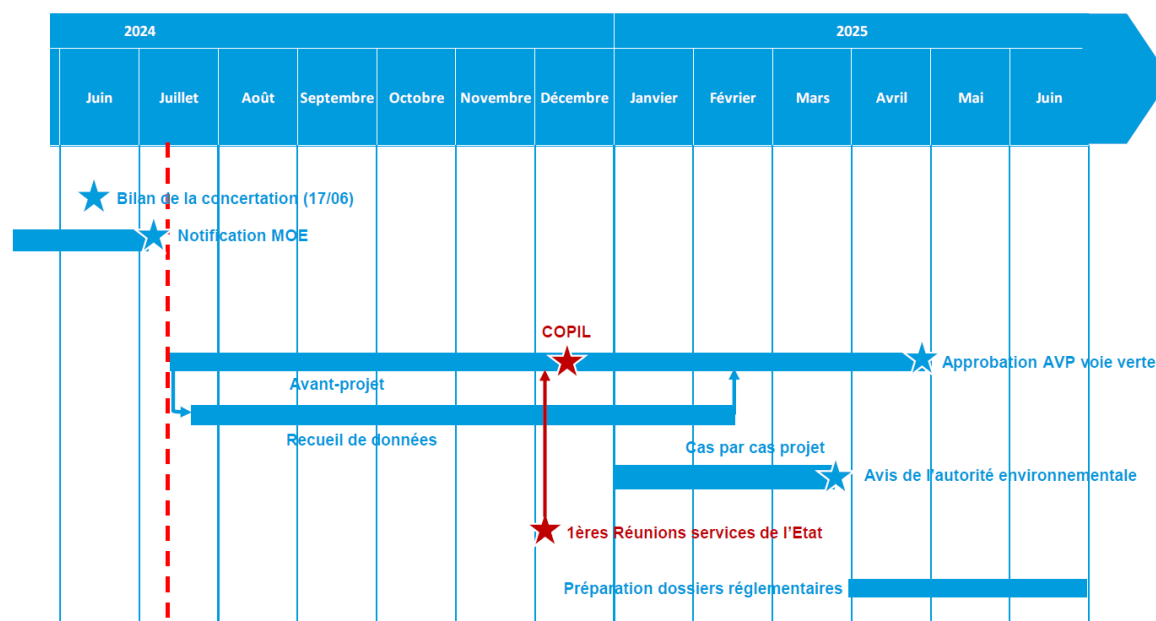 2024
2025
Juin
Juillet
Août
Septembre
Octobre
Novembre
Décembre
Janvier
Février
Mars
Avril
Mai
Juin
Bilan de la concertation (17/06)
Notification MOE
COPIL
Approbation AVP voie verte
Avant-projet
Recueil de données
Cas par cas projet
Avis de l'autorité environnementale
1ères Réunions services de l'Etat
Préparation dossiers réglementaires